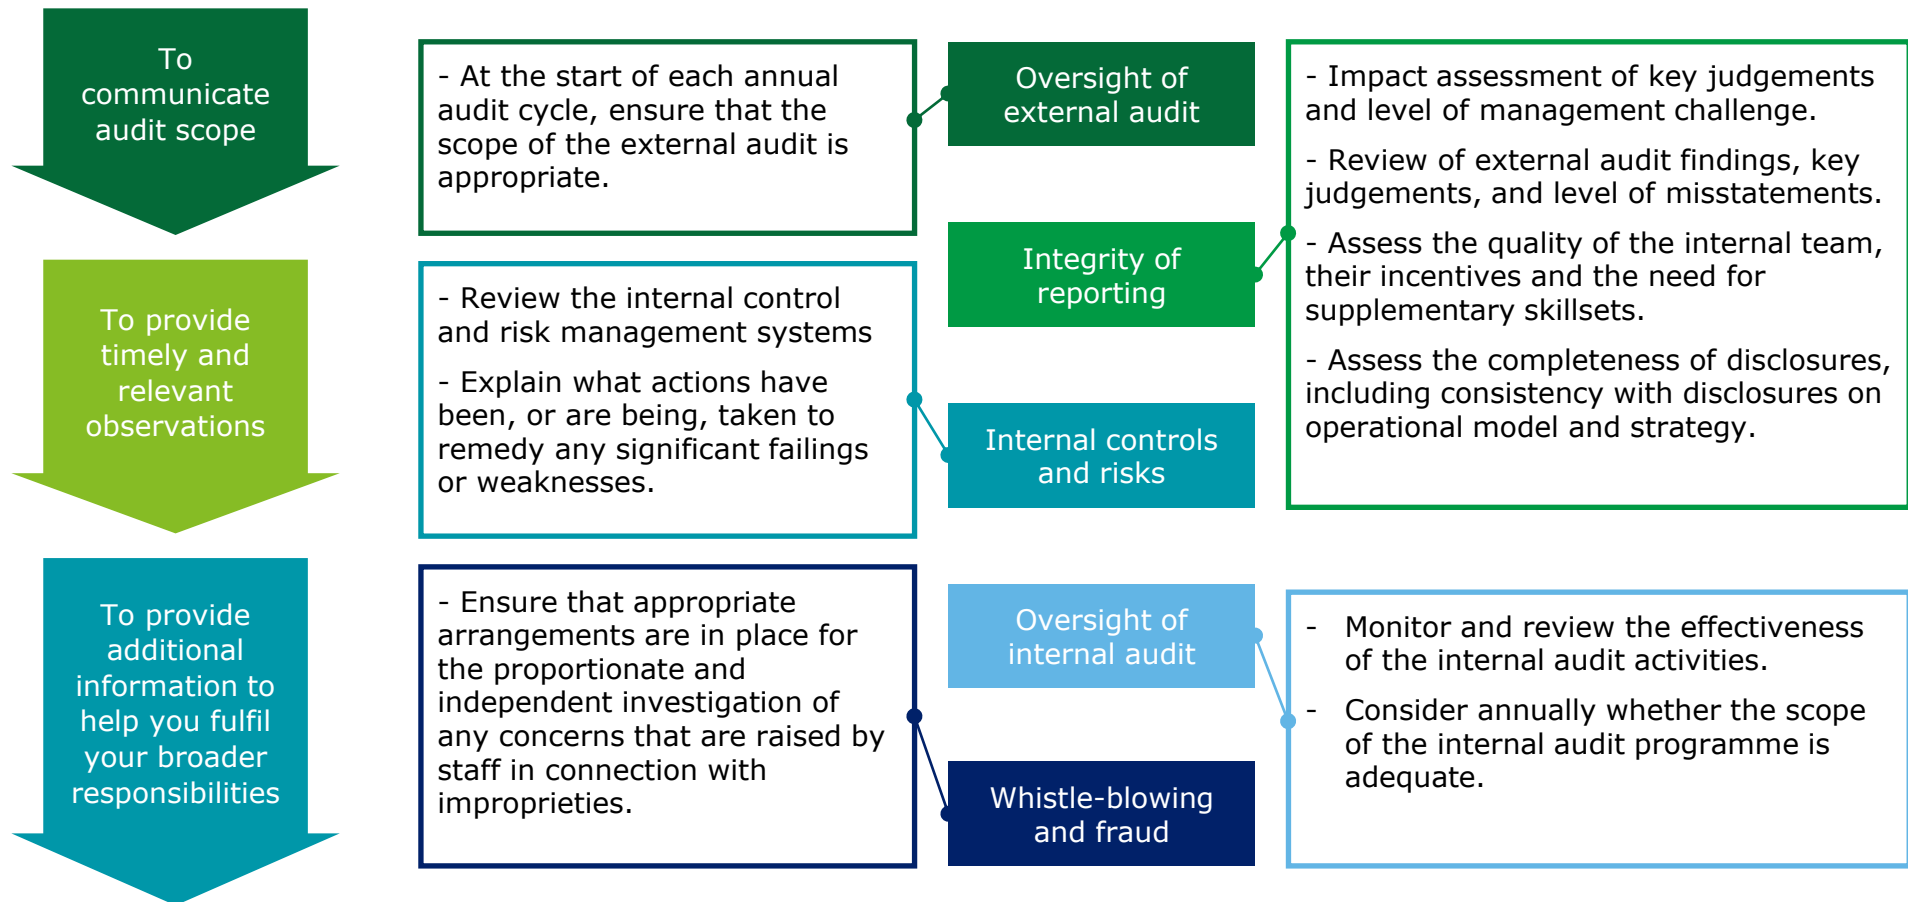 To
communicate
audit scope
To provide
timely and
relevant
observations
To provide
additional
information to
help you fulfil
your broader
responsibilities
- At the start of each annual
audit cycle, ensure that the
scope of the external audit is
appropriate.
- Review the internal control
and risk management systems
- Explain what actions have
been, or are being, taken to
remedy any significant failings
or weaknesses.
- Ensure that appropriate
arrangements are in place for
the proportionate and
independent investigation of
any concerns that are raised by
staff in connection with
improprieties.
Oversight of
external audit
Integrity of
reporting
Internal controls
and risks
Oversight of
internal audit
Whistle-blowing
and fraud
- Impact assessment of key judgements
and level of management challenge.
- Review of external audit findings, key
judgements, and level of misstatements.
- Assess the quality of the internal team,
their incentives and the need for
supplementary skillsets.
- Assess the completeness of disclosures,
including consistency with disclosures on
operational model and strategy.
- Monitor and review the effectiveness
of the internal audit activities.
- Consider annually whether the scope
of the internal audit programme is
adequate.